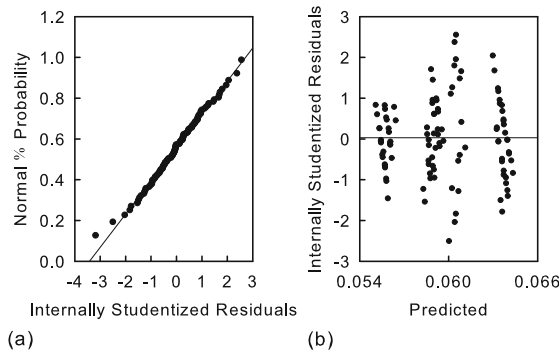 1.2
1.0
0.8
0.6
0.4
0.2
0.0
Normal % Probability
-4 -3 -2 -1 0 1 2 3
Internally Studentized Residuals
(a)
3
2
1
0
-1
-2
-3
Internally Studentized Residuals
0.054 0.060 0.066
Predicted
(b)